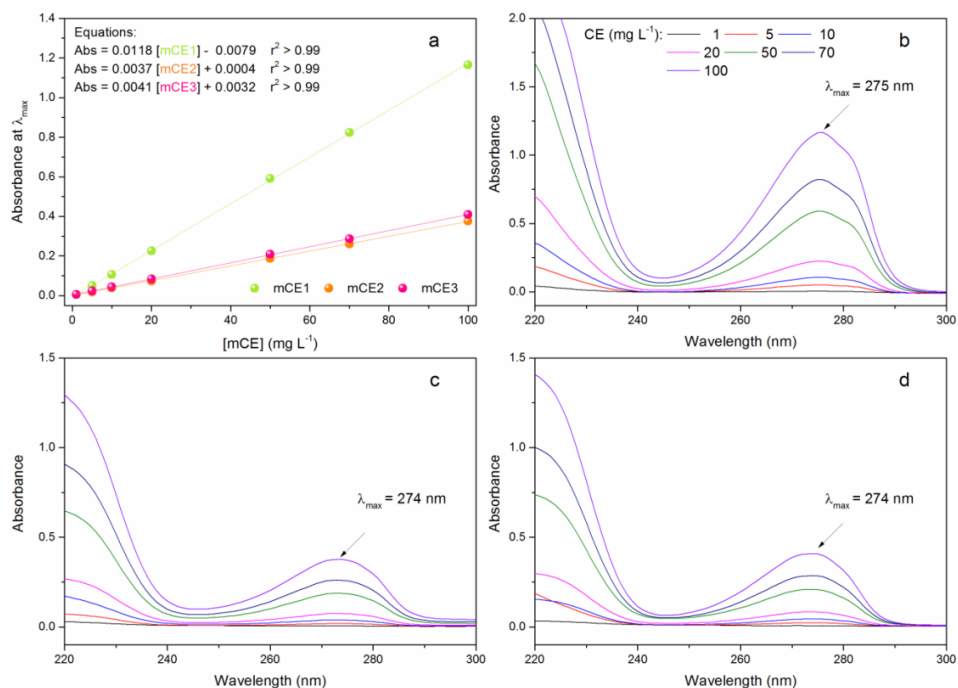 Equations:
Abs = 0.0118 [mCE1] - 0.0079 r² > 0.99
Abs = 0.0037 [mCE2] + 0.0004 r² > 0.99
Abs = 0.0041 [mCE3] + 0.0032 r² > 0.99
a
Absorbance at λmax
1.4
1.2
1.0
0.8
0.6
0.4
0.2
0.0
mCE1 mCE2 mCE3
0 20 40 60 80 100
[mCE] (mg L⁻¹)
CE (mg L⁻¹): 1 5 10
20 50 70
100
b
λmax = 275 nm
Absorbance
2.0
1.5
1.0
0.5
0.0
220 240 260 280 300
Wavelength (nm)
c
λmax = 274 nm
Absorbance
1.5
1.0
0.5
0.0
220 240 260 280 300
Wavelength (nm)
d
λmax = 274 nm
Absorbance
1.5
1.0
0.5
0.0
220 240 260 280 300
Wavelength (nm)